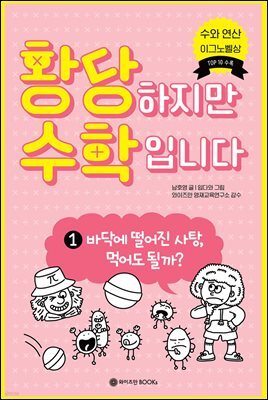 수와 연산
이그노벨상
TOP 10 수록
황당하지만
수학입니다
남호영 글 | 임다와 그림
와이즈만 영재교육연구소 감수
1 바닥에 떨어진 사탕,
먹어도 될까?
와이즈만 BOOKs